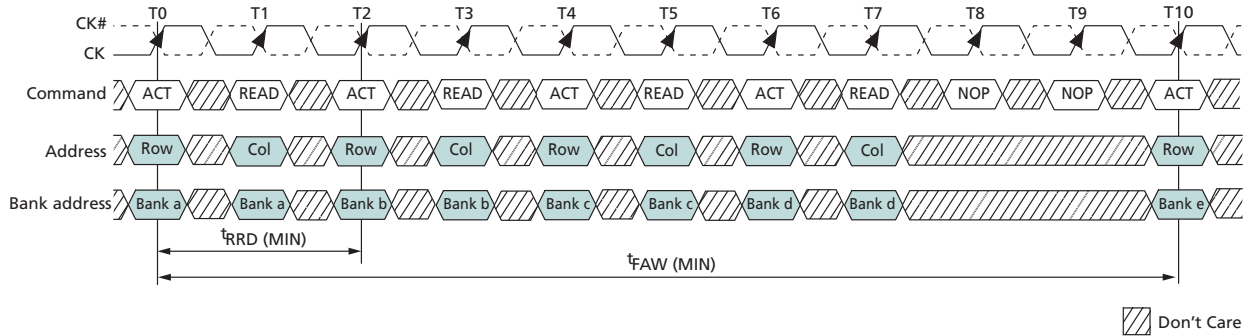 T0 T1 T2 T3 T4 T5 T6 T7 T8 T9 T10
CK#
CK
Command ACT READ ACT READ ACT READ ACT READ NOP NOP ACT
Address Row Col Row Col Row Col Row Col Row
Bank address Bank a Bank a Bank b Bank b Bank c Bank c Bank d Bank d Bank e
tRRD (MIN)
tFAW (MIN)
Don't Care